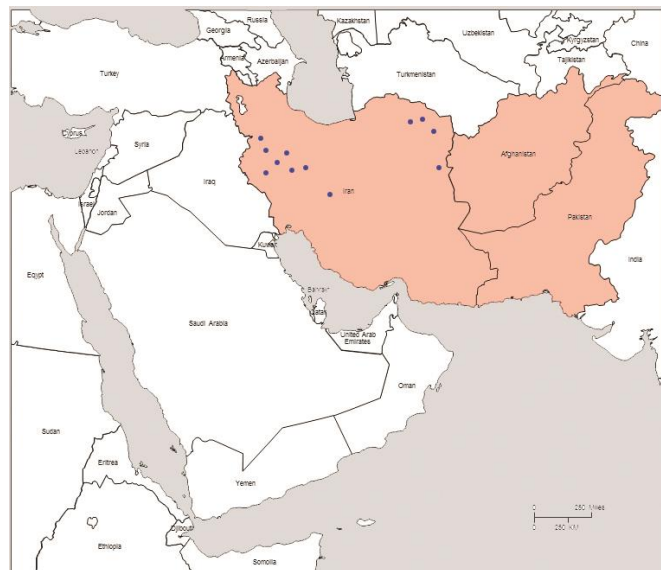 Russia
Kazakhstan
Georgia
Uzbekistan
Kyrgyzstan
China
Armenia
Azerbaijan
Tajikistan
Turkey
Turkmenistan
Cyprus
Lebanon
Syria
Afghanistan
Israel
Iraq
Iran
Jordan
Pakistan
Kuwait
India
Eqypt
Bahrain
Qatar
Saudi Arabia
United Arab
Emirates
Oman
Sudan
Eritrea
Yemen
0 250 Miles
0 250 KM
Djibouti
Ethiopia
Somolia